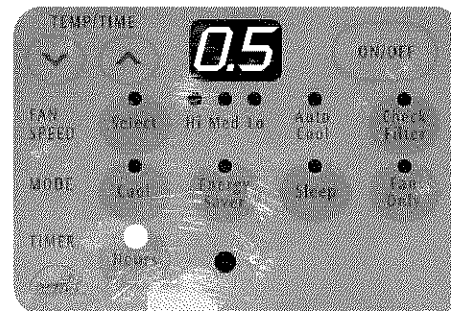 TEMP/TIME
0.5
ON/OFF
FAN SPEED
Select
Hi Med Lo
Auto Cool
Check Filter
MODE
Cool
Energy Saver
Sleep
Fan Only
TIMER
Hours